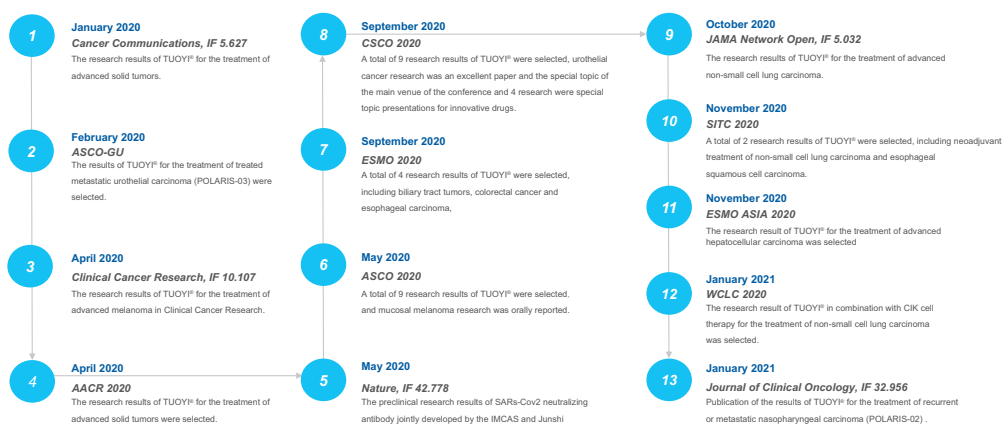 1
January 2020
Cancer Communications, IF 5.627
The research results of TUOYI® for the treatment of
advanced solid tumors.
2
February 2020
ASCO-GU
The results of TUOYI® for the treatment of treated
metastatic urothelial carcinoma (POLARIS-03) were
selected.
3
April 2020
Clinical Cancer Research, IF 10.107
The research results of TUOYI® for the treatment of
advanced melanoma in Clinical Cancer Research.
4
April 2020
AACR 2020
The research results of TUOYI® for the treatment of
advanced solid tumors were selected.
5
May 2020
Nature, IF 42.778
The preclinical research results of SARs-Cov2 neutralizing
antibody jointly developed by the IMCAS and Junshi
6
May 2020
ASCO 2020
A total of 9 research results of TUOYI® were selected.
and mucosal melanoma research was orally reported.
7
September 2020
ESMO 2020
A total of 4 research results of TUOYI® were selected,
including biliary tract tumors, colorectal cancer and
esophageal carcinoma,
8
September 2020
CSCO 2020
A total of 9 research results of TUOYI® were selected, urothelial
cancer research was an excellent paper and the special topic of
the main venue of the conference and 4 research were special
topic presentations for innovative drugs.
9
October 2020
JAMA Network Open, IF 5.032
The research results of TUOYI® for the treatment of advanced
non-small cell lung carcinoma.
10
November 2020
SITC 2020
A total of 2 research results of TUOYI® were selected, including neoadjuvant
treatment of non-small cell lung carcinoma and esophageal
squamous cell carcinoma.
11
November 2020
ESMO ASIA 2020
The research result of TUOYI® for the treatment of advanced
hepatocellular carcinoma was selected
12
January 2021
WCLC 2020
The research result of TUOYI® in combination with CIK cell
therapy for the treatment of non-small cell lung carcinoma
was selected.
13
January 2021
Journal of Clinical Oncology, IF 32.956
Publication of the results of TUOYI® for the treatment of recurrent
or metastatic nasopharyngeal carcinoma (POLARIS-02) .